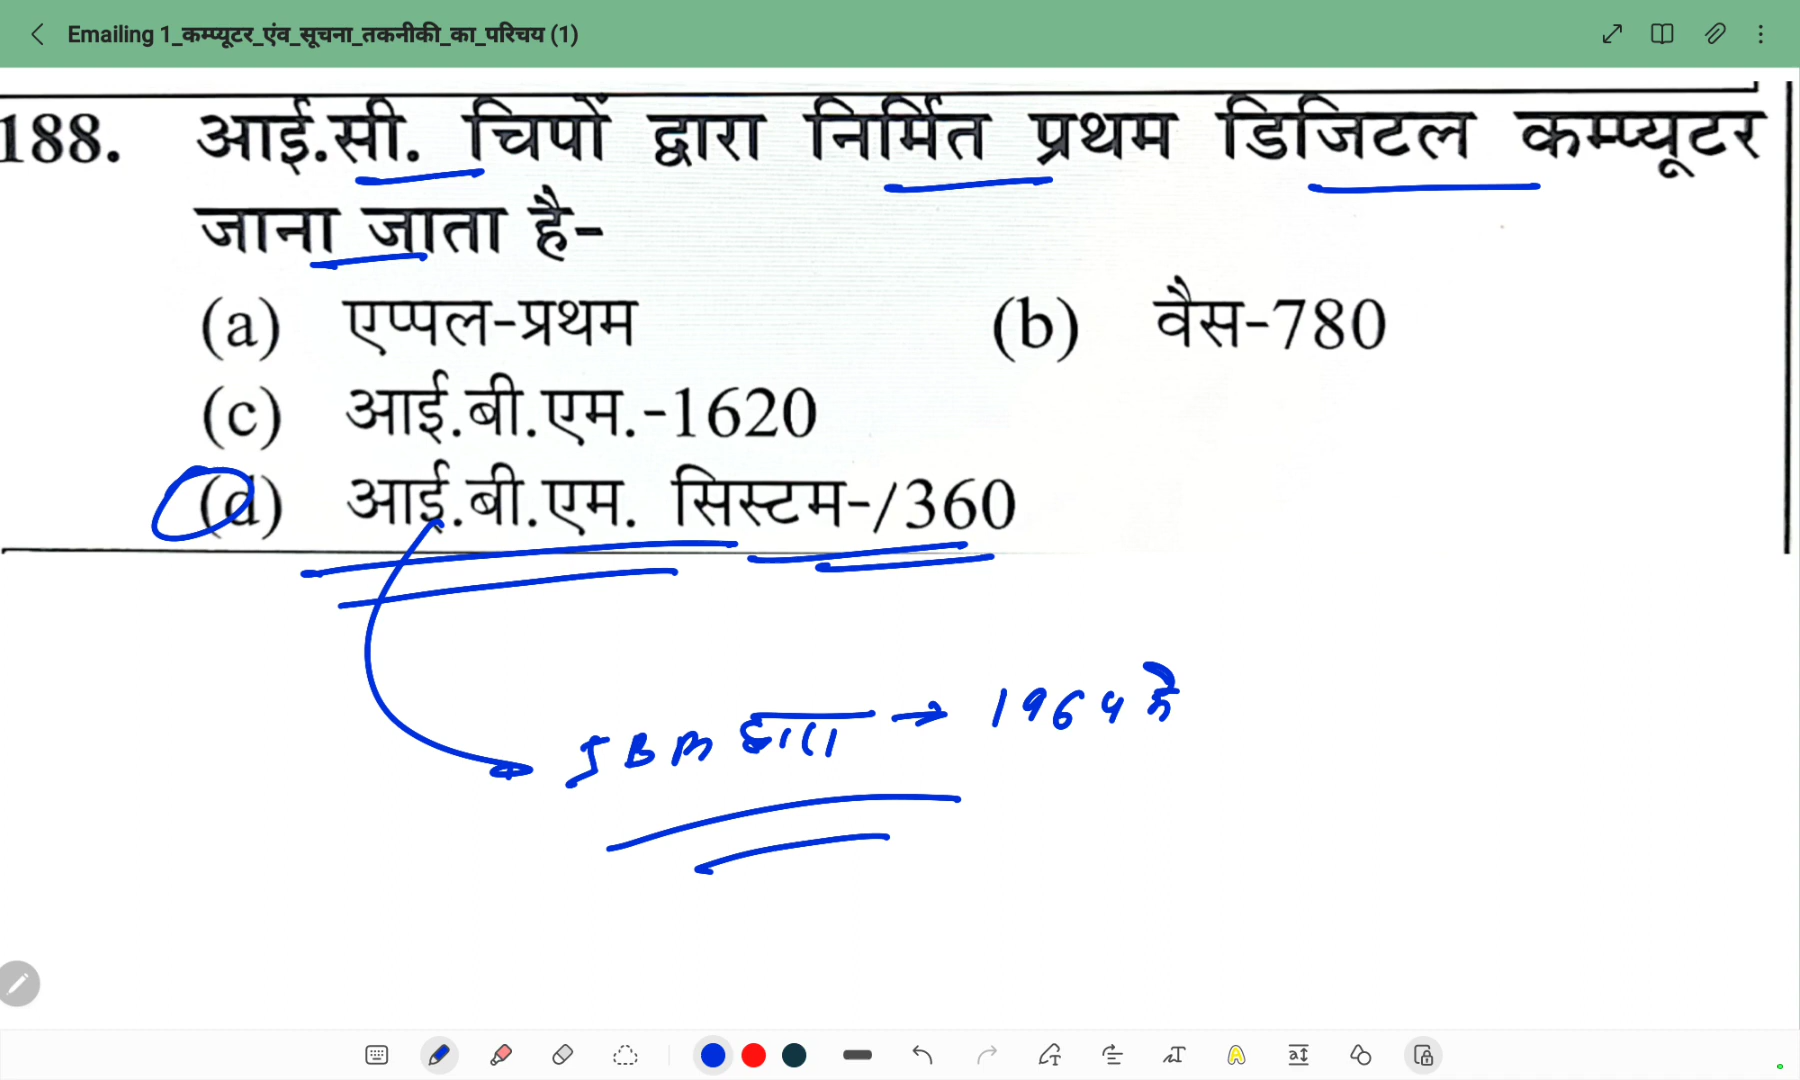 Emailing 1_कम्प्यूटर_एंव_सूचना_तकनीकी_का_परिचय (1)
188. आई.सी. चिपों द्वारा निर्मित प्रथम डिजिटल कम्प्यूटर
जाना जाता है-
(a) एप्पल-प्रथम (b) वैस-780
(c) आई.बी.एम.-1620
(d) आई.बी.एम. सिस्टम-/360
IBM द्वारा → 1964 में